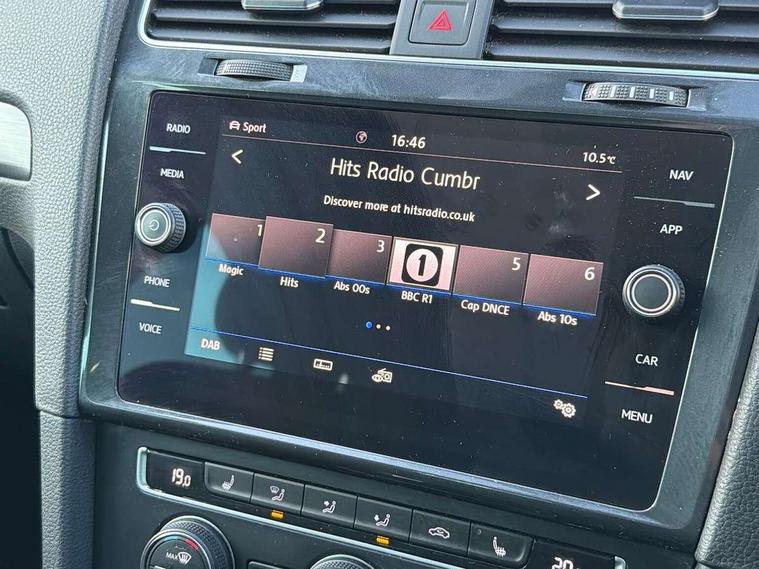 RADIO
MEDIA
PHONE
VOICE
Sport
16:46
10.5°C
<
Hits Radio Cumbr
>
Discover more at hitsradio.co.uk
1
2
3
1
5
6
Magic
Hits
Abs 00s
BBC R1
Cap DNCE
Abs 10s
DAB
NAV
APP
CAR
MENU
19.0
MAX